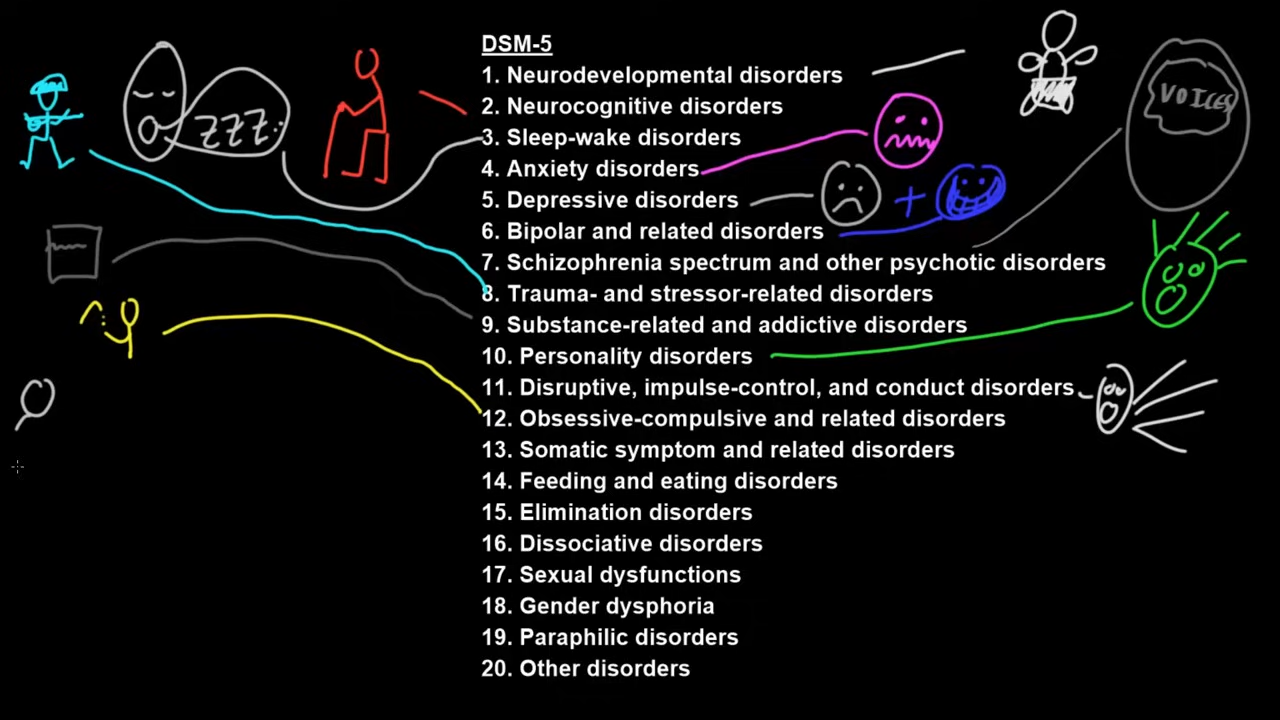 DSM-5
1. Neurodevelopmental disorders
2. Neurocognitive disorders
3. Sleep-wake disorders
4. Anxiety disorders
5. Depressive disorders
6. Bipolar and related disorders
7. Schizophrenia spectrum and other psychotic disorders
8. Trauma- and stressor-related disorders
9. Substance-related and addictive disorders
10. Personality disorders
11. Disruptive, impulse-control, and conduct disorders
12. Obsessive-compulsive and related disorders
13. Somatic symptom and related disorders
14. Feeding and eating disorders
15. Elimination disorders
16. Dissociative disorders
17. Sexual dysfunctions
18. Gender dysphoria
19. Paraphilic disorders
20. Other disorders
ZZZ
VOICES